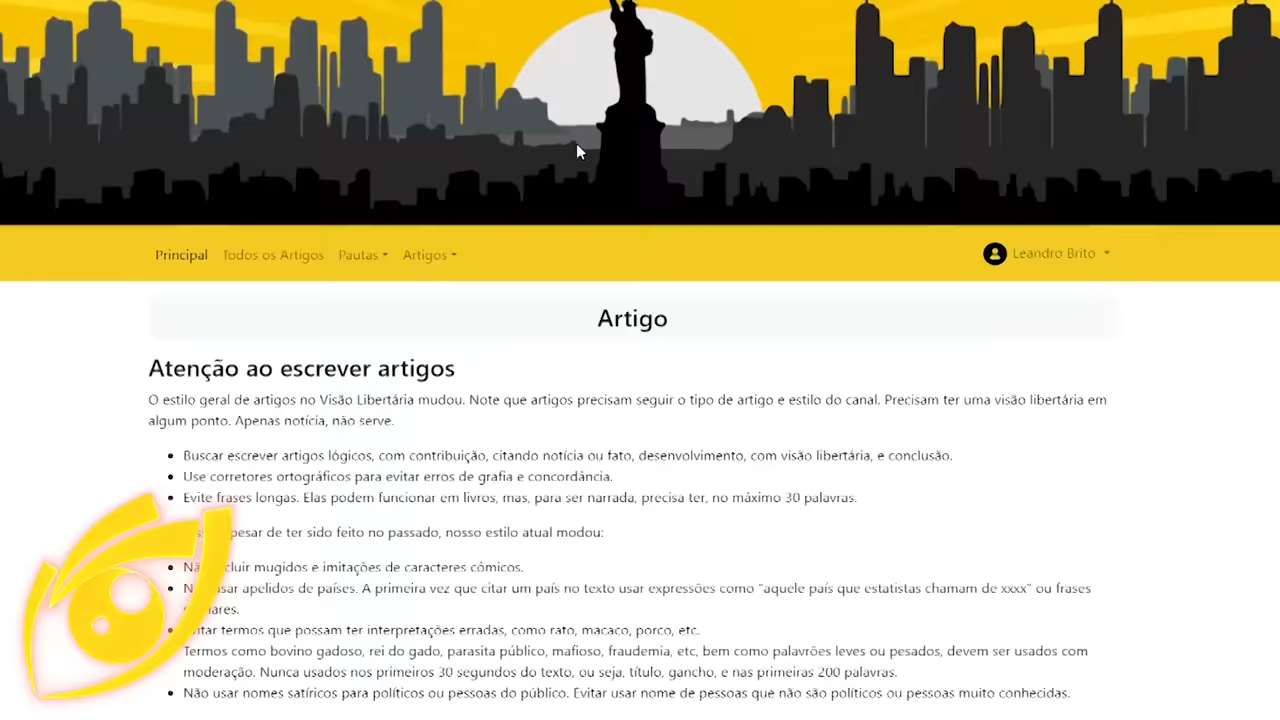 Principal Todos os Artigos Pautas Artigos Leandro Brito
Artigo
Atenção ao escrever artigos
O estilo geral de artigos no Visão Libertária mudou. Note que artigos precisam seguir o tipo de artigo e estilo do canal. Precisam ter uma visão libertária em
algum ponto. Apenas notícia, não serve.
Buscar escrever artigos lógicos, com contribuição, citando notícia ou fato, desenvolvimento, com visão libertária, e conclusão.
Use corretores ortográficos para evitar erros de grafia e concordância.
Evite frases longas. Elas podem funcionar em livros, mas, para ser narrada, precisa ter, no máximo 30 palavras.
de ter sido feito no passado, nosso estilo atual modou:
mugidos e imitações de caracteres cômicos.
apelidos de países. A primeira vez que citar um país no texto usar expressões como "aquele país que estatistas chamam de xxxx" ou frases
termos que possam ter interpretações erradas, como rato, macaco, porco, etc.
Termos como bovino gadoso, rei do gado, parasita público, mafioso, fraudemia, etc, bem como palavrões leves ou pesados, devem ser usados com
moderação. Nunca usados nos primeiros 30 segundos do texto, ou seja, título, gancho, e nas primeiras 200 palavras.
Não usar nomes satíricos para políticos ou pessoas do público. Evitar usar nome de pessoas que não são políticos ou pessoas muito conhecidas.